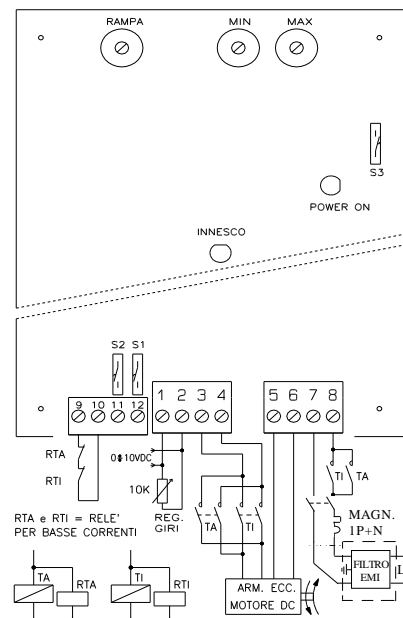 RAMPA
MIN
MAX
S3
POWER ON
INNESCO
S2 S1
9 10 11 12
1 2 3 4
5 6 7 8
RTA
RTI
0÷10VDC
10K
REG.
GIRI
TA
TI
TI
TA
MAGN.
1P+N
FILTRO
EMI
L
RTA e RTI = RELE'
PER BASSE CORRENTI
TA
RTA
TI
RTI
ARM. ECC.
MOTORE DC